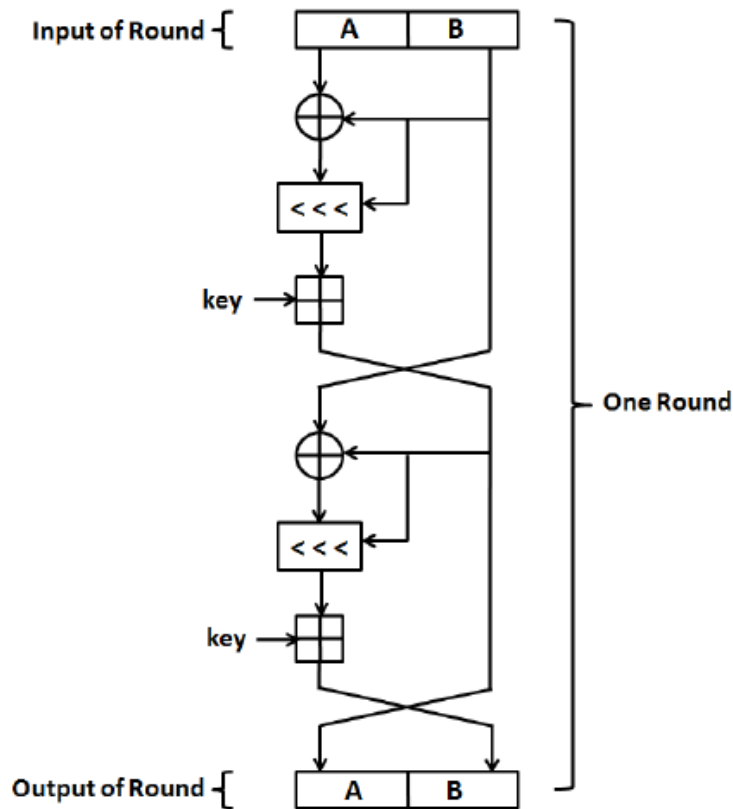 Input of Round
A B
< < <
key
One Round
< < <
key
Output of Round
A B